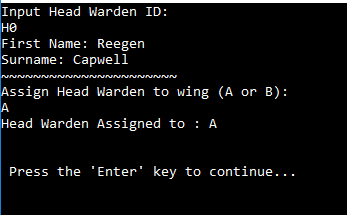 Input Head Warden ID:
H0
First Name: Reegen
Surname: Capwell
~~~~~~~~~~~~~~~~~~~~~~
Assign Head Warden to wing (A or B):
A
Head Warden Assigned to : A
Press the 'Enter' key to continue...